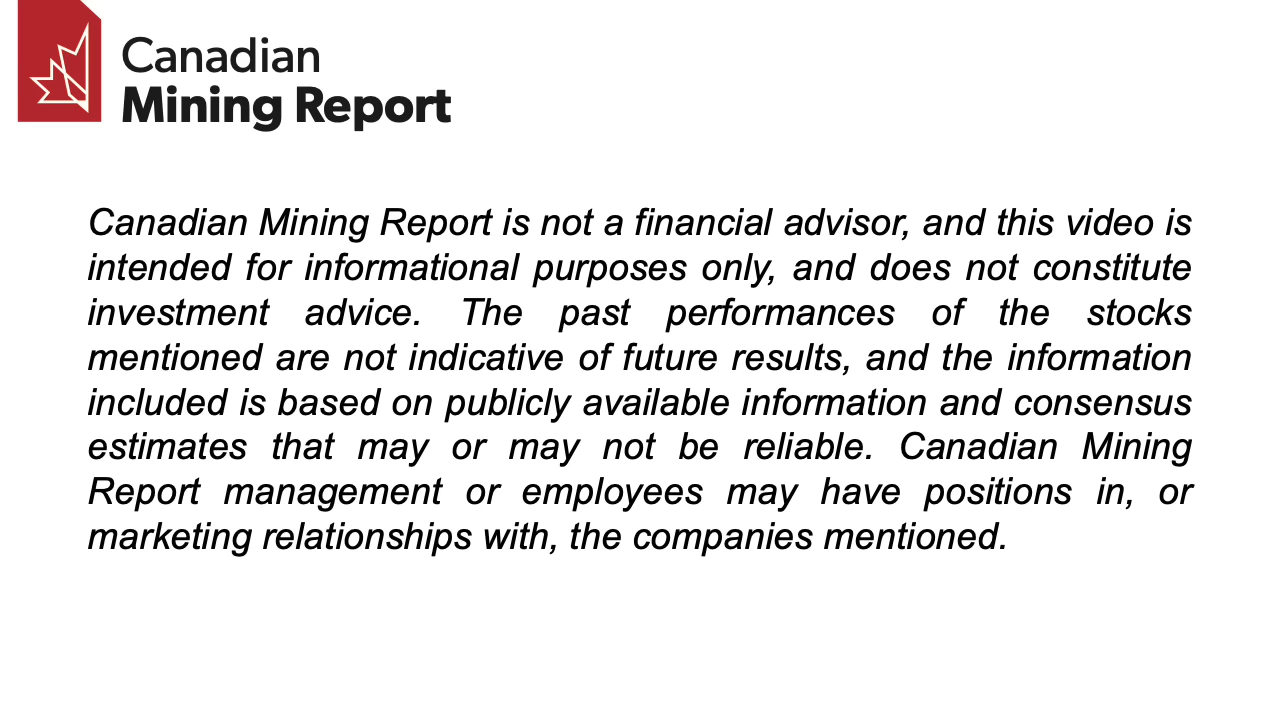 Canadian
Mining Report
Canadian Mining Report is not a financial advisor, and this video is
intended for informational purposes only, and does not constitute
investment advice. The past performances of the stocks
mentioned are not indicative of future results, and the information
included is based on publicly available information and consensus
estimates that may or may not be reliable. Canadian Mining
Report management or employees may have positions in, or
marketing relationships with, the companies mentioned.